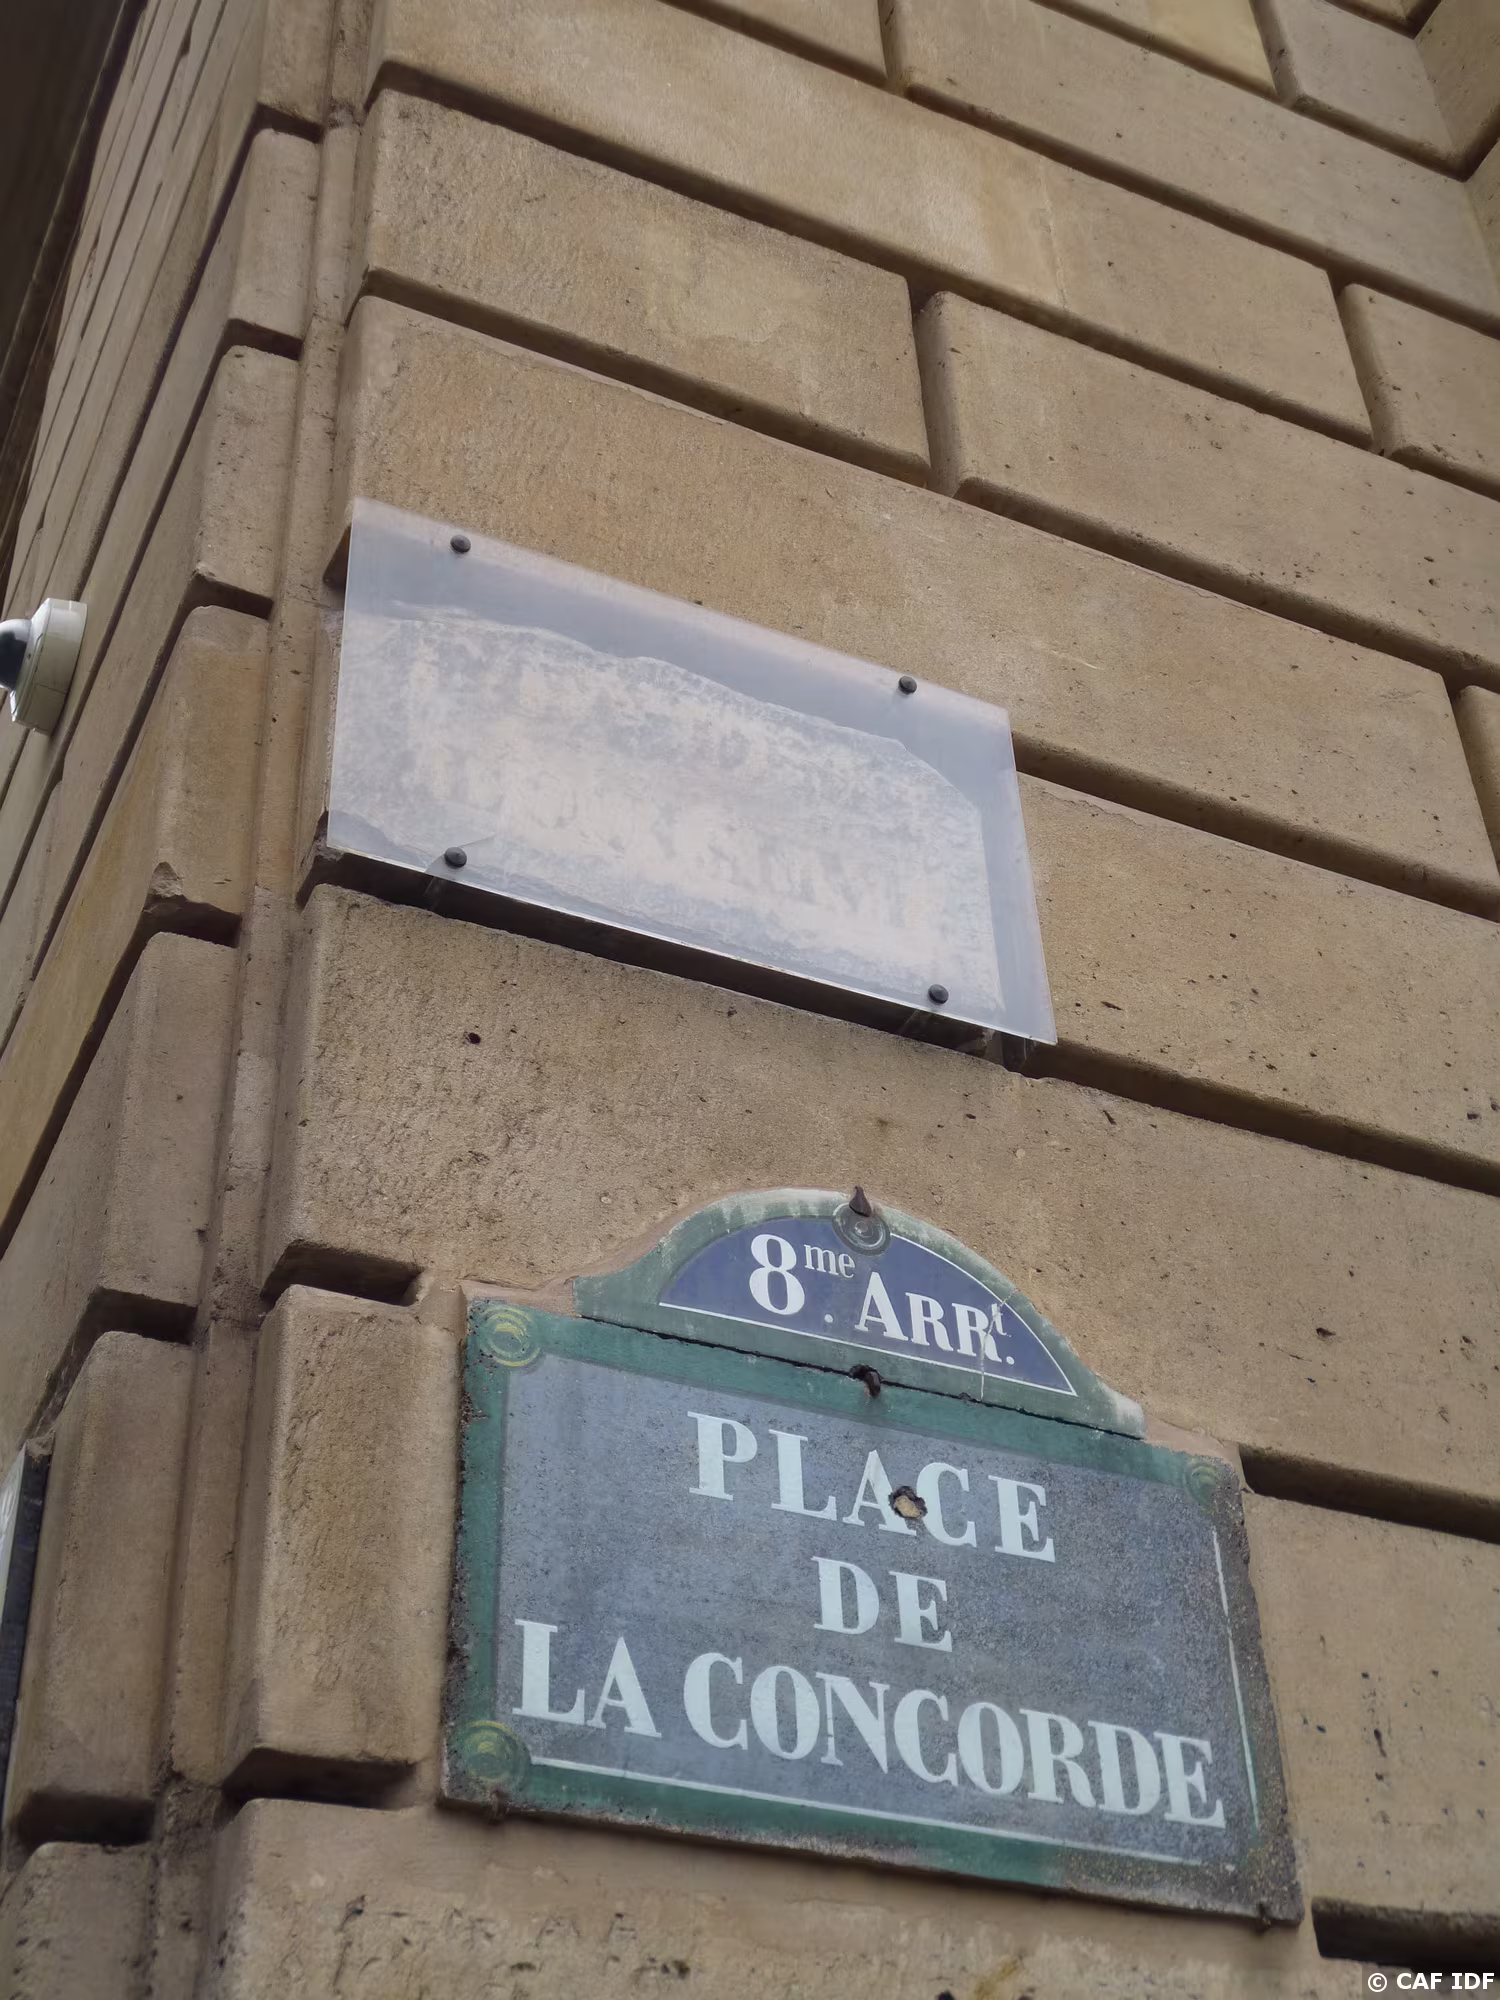 8me. ARRt.
PLACE
DE
LA CONCORDE
© CAF IDF